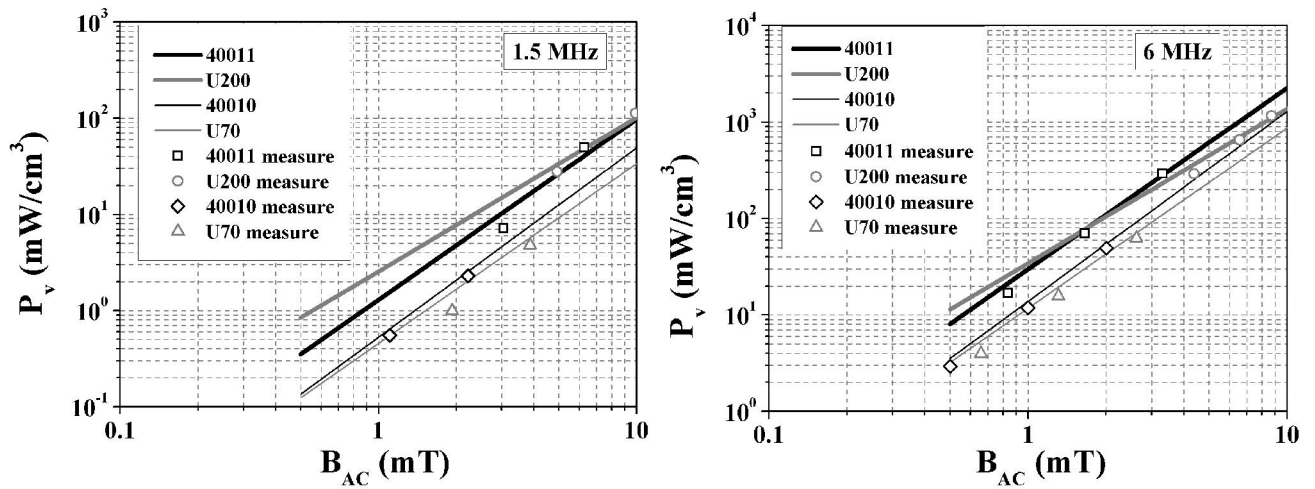 10^3
10^2
10^1
10^0
10^-1
P_v (mW/cm^3)
40011
U200
40010
U70
40011 measure
U200 measure
40010 measure
U70 measure
1.5 MHz
0.1
1
10
B_AC (mT)
10^4
10^3
10^2
10^1
10^0
P_v (mW/cm^3)
40011
U200
40010
U70
40011 measure
U200 measure
40010 measure
U70 measure
6 MHz
0.1
1
10
B_AC (mT)